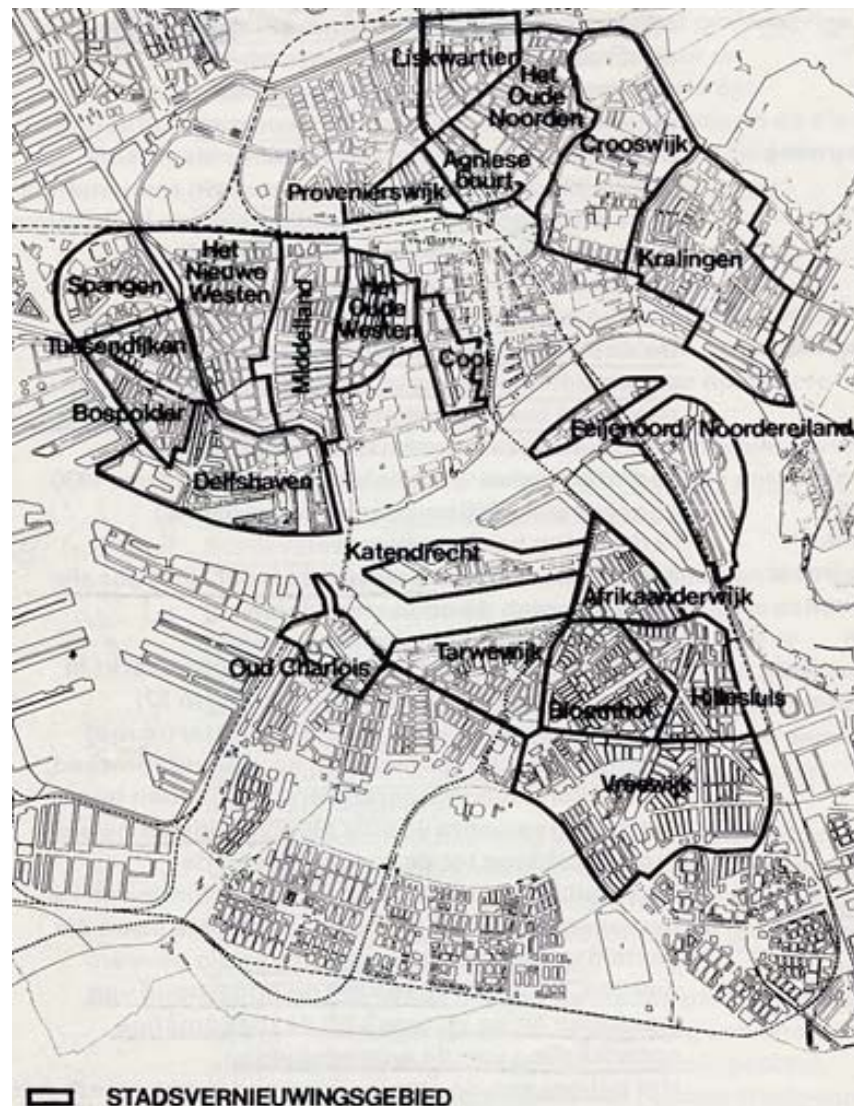 Liskwartier
Het
Oude
Noorden
Crooswijk
Agniese
buurt
Provenierswijk
Kralingen
Het
Nieuwe
Westen
Spangen
Het
Oude
Westen
Middelland
Tussendijken
Cool
Bospolder
Feijenoord, Noordereiland
Delfshaven
Katendrecht
Afrikaanderwijk
Oud Charlois
Tarwewijk
Bloemhof
Hillesluis
Vreewijk
STADSVERNIEUWINGSGEBIED